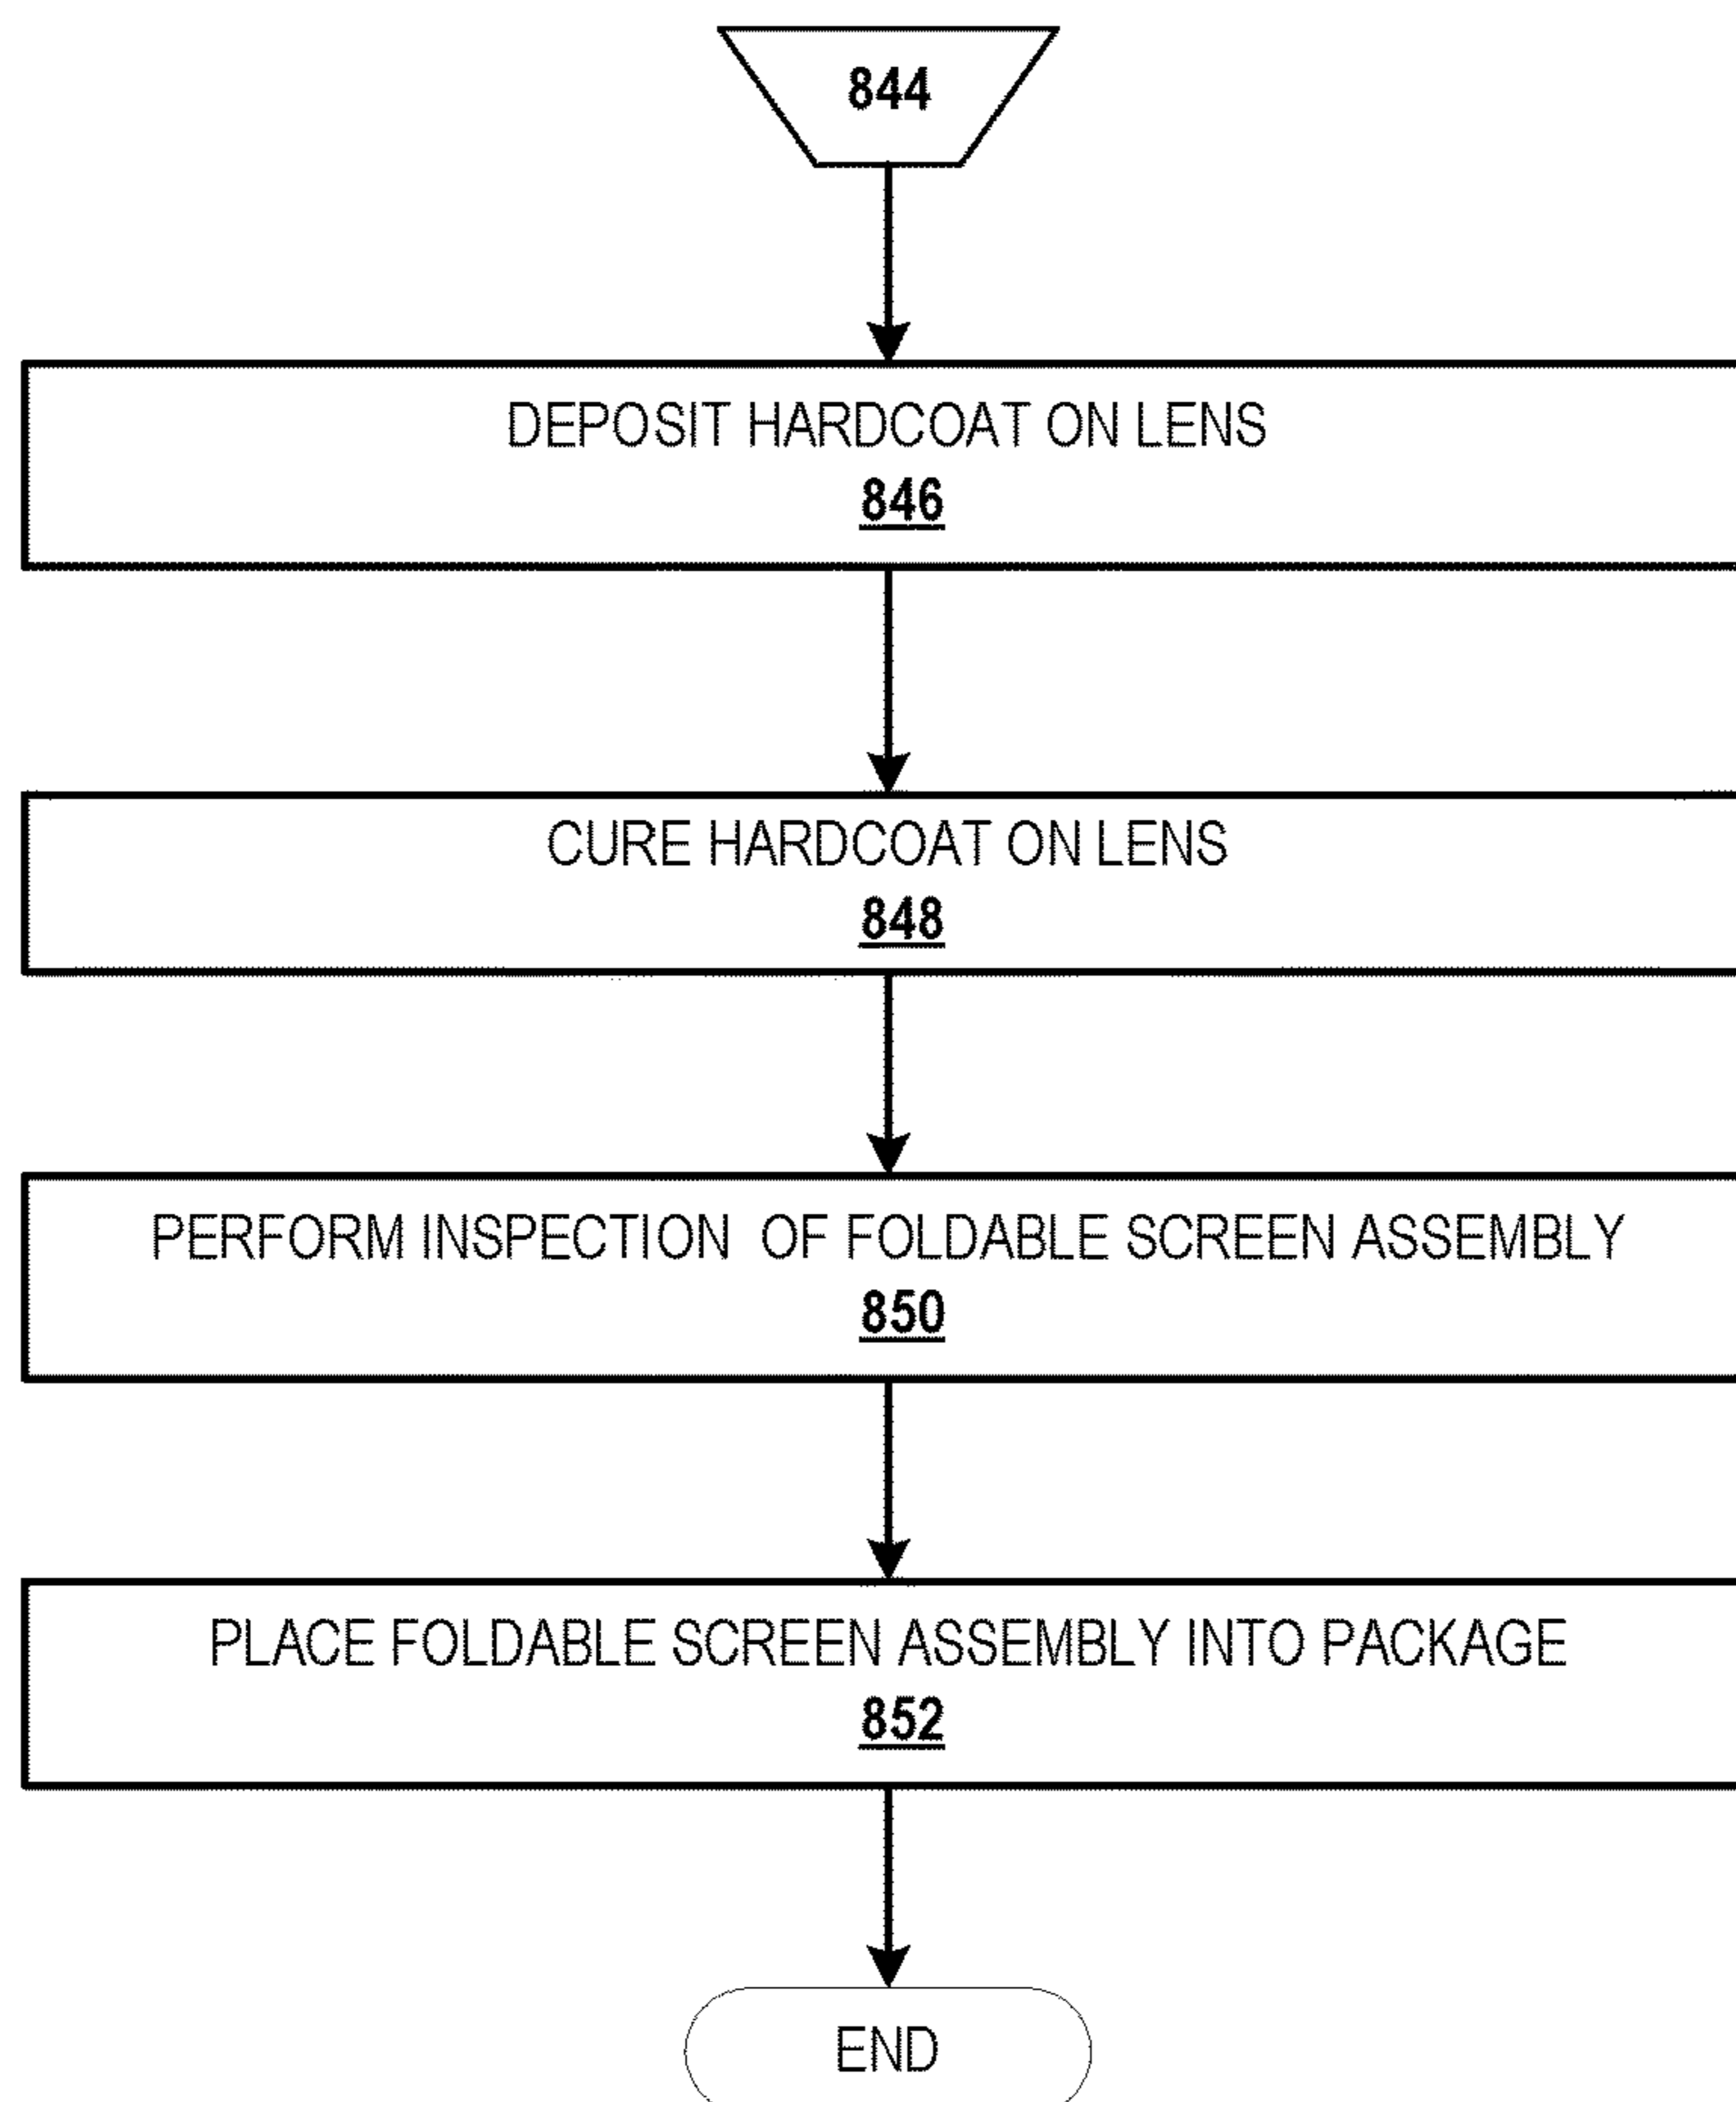 844
DEPOSIT HARDCOAT ON LENS
846
CURE HARDCOAT ON LENS
848
PERFORM INSPECTION OF FOLDABLE SCREEN ASSEMBLY
850
PLACE FOLDABLE SCREEN ASSEMBLY INTO PACKAGE
852
END